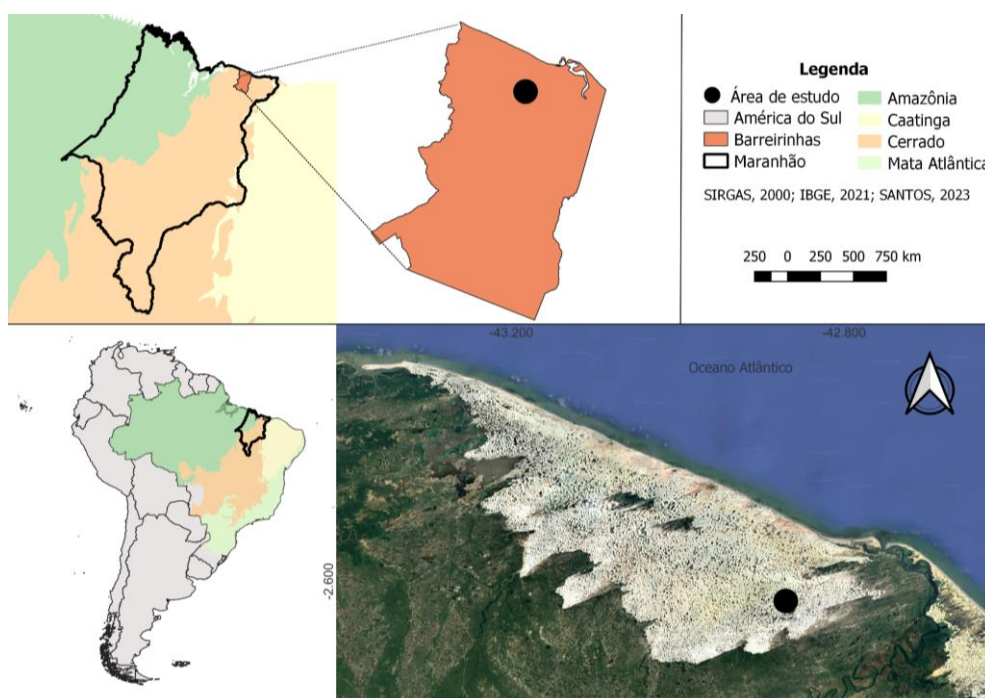 Legenda
Área de estudo
América do Sul
Barreirinhas
Maranhão
Amazônia
Caatinga
Cerrado
Mata Atlântica
SIRGAS, 2000; IBGE, 2021; SANTOS, 2023
250 0 250 500 750 km
-43.200
-42.800
Oceano Atlântico
-2.600